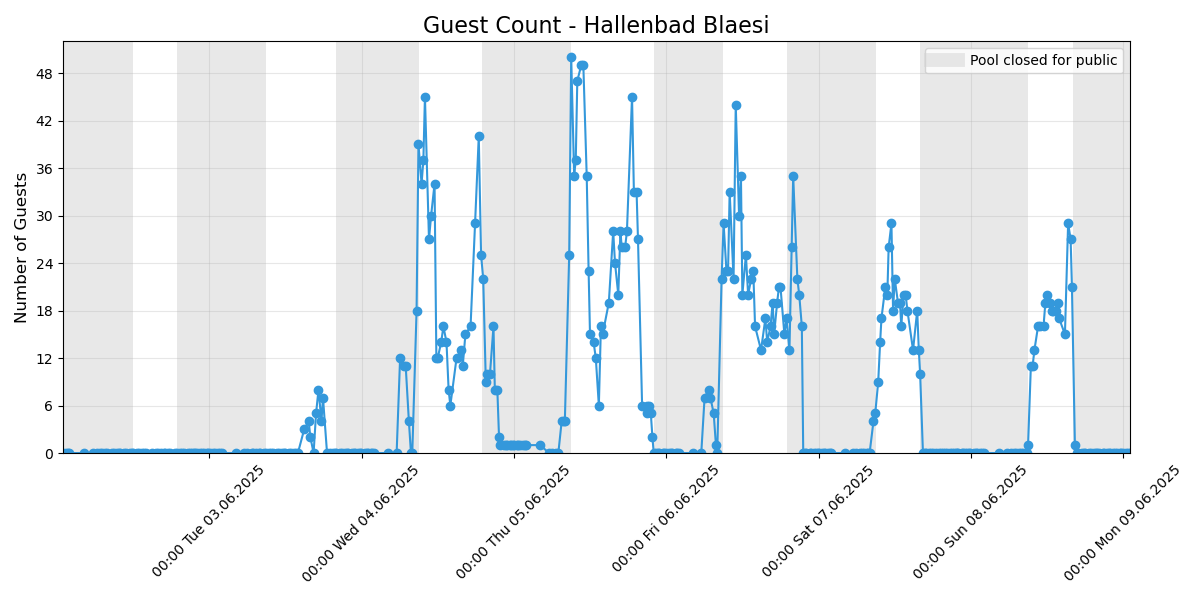 Guest Count - Hallenbad Blaesi
Pool closed for public
Number of Guests
48
42
36
30
24
18
12
6
0
00:00 Tue 03.06.2025
00:00 Wed 04.06.2025
00:00 Thu 05.06.2025
00:00 Fri 06.06.2025
00:00 Sat 07.06.2025
00:00 Sun 08.06.2025
00:00 Mon 09.06.2025